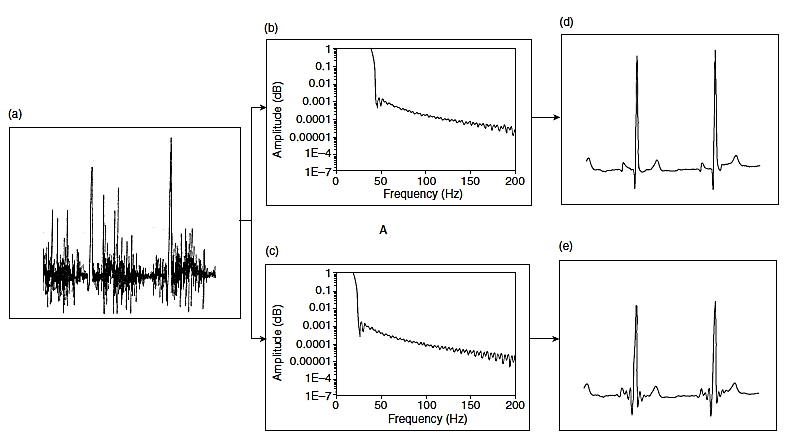 (a)
(b)
Amplitude (dB)
1
0.1
0.01
0.001
0.0001
0.00001
1E–4
1E–7
0
50
100
150
200
Frequency (Hz)
(d)
A
(c)
Amplitude (dB)
1
0.1
0.01
0.001
0.0001
0.00001
1E–4
1E–7
0
50
100
150
200
Frequency (Hz)
(e)